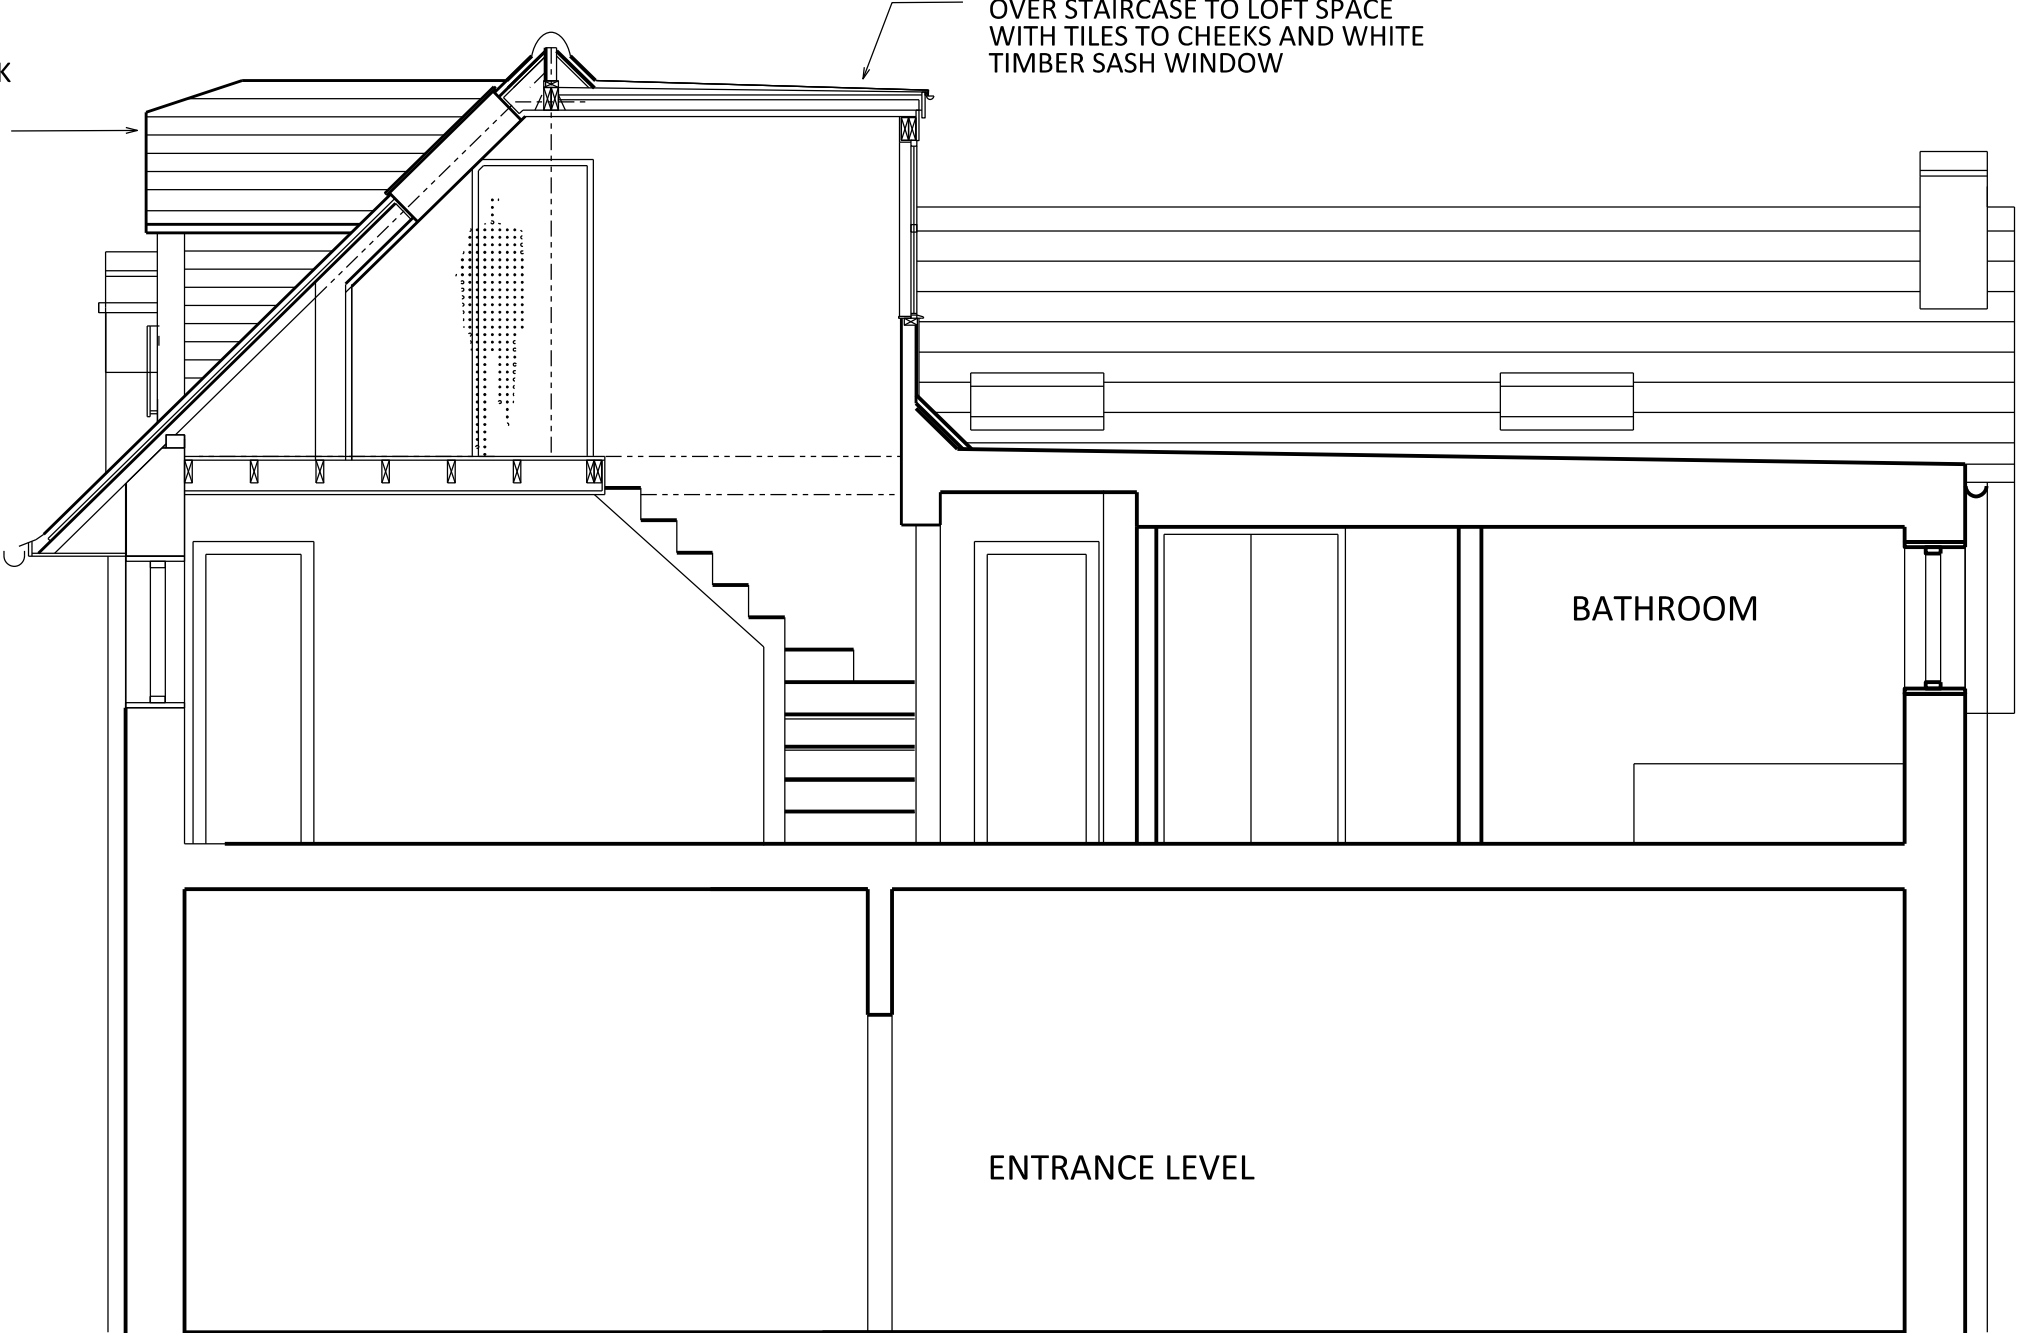 OVER STAIRCASE TO LOFT SPACE
WITH TILES TO CHEEKS AND WHITE
TIMBER SASH WINDOW
K
BATHROOM
ENTRANCE LEVEL